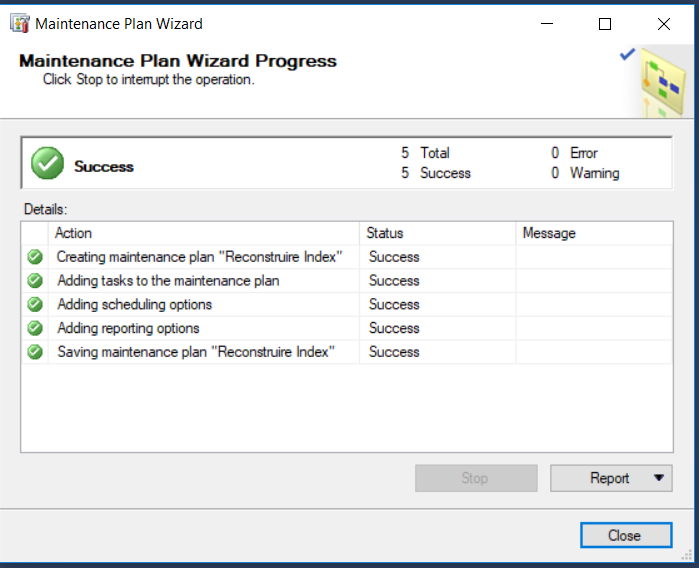 Maintenance Plan Wizard
Maintenance Plan Wizard Progress
Click Stop to interrupt the operation.
Success
5 Total
0 Error
5 Success
0 Warning
Details:
Action Status Message
Creating maintenance plan "Reconstruire Index" Success
Adding tasks to the maintenance plan Success
Adding scheduling options Success
Adding reporting options Success
Saving maintenance plan "Reconstruire Index" Success
Stop Report
Close